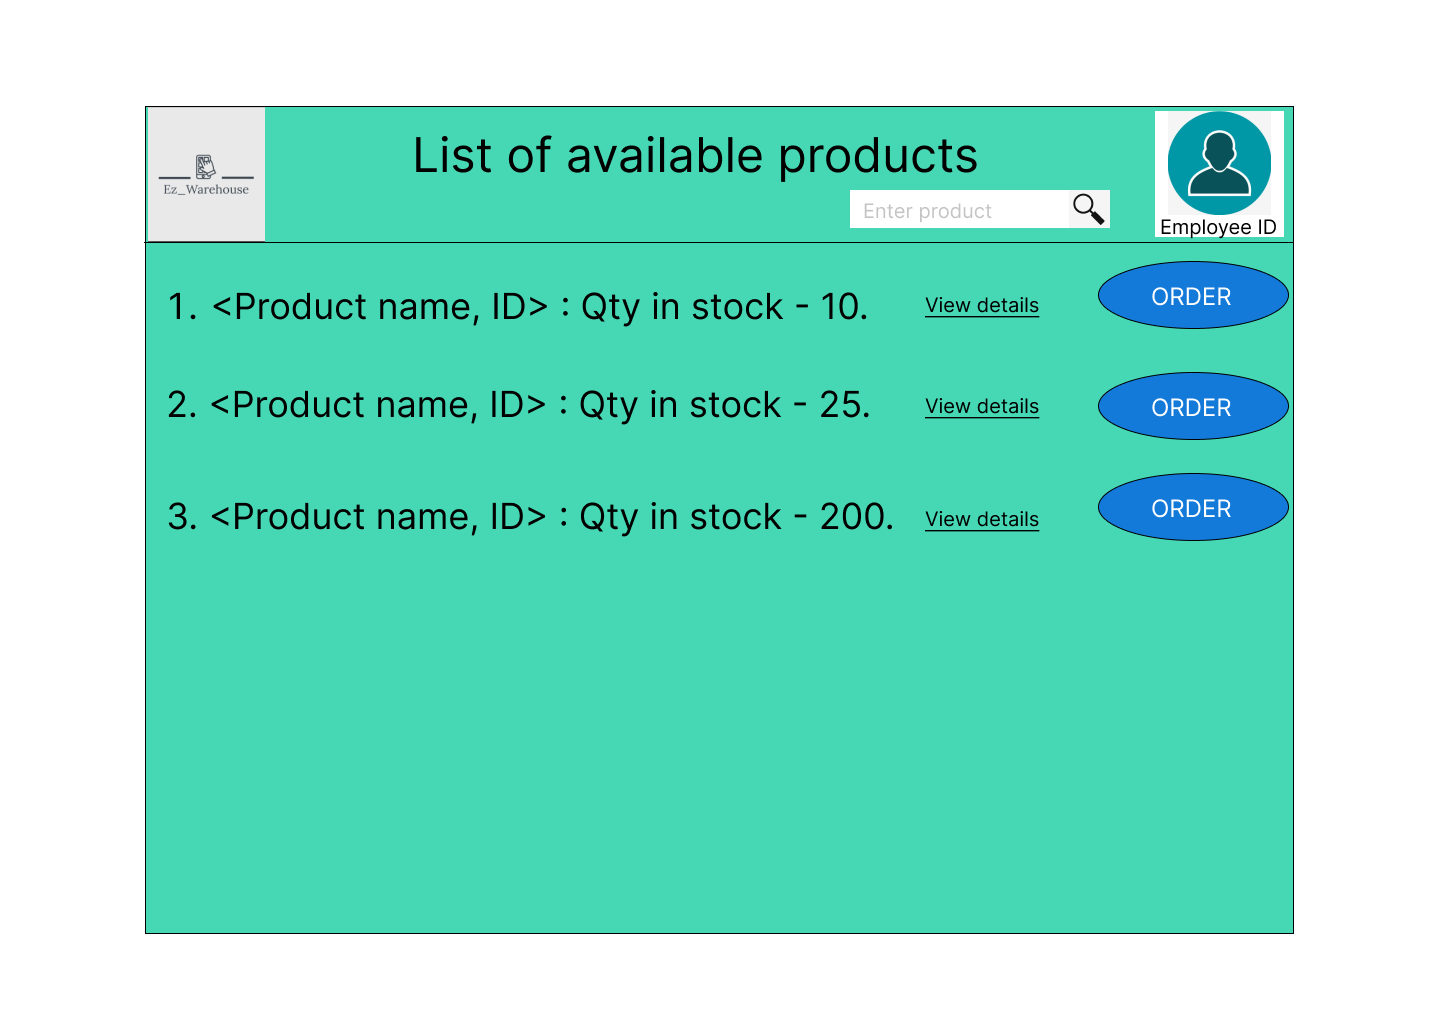 List of available products
Ez_Warehouse
Enter product
Employee ID
1. <Product name, ID> : Qty in stock - 10.
View details
ORDER
2. <Product name, ID> : Qty in stock - 25.
View details
ORDER
3. <Product name, ID> : Qty in stock - 200.
View details
ORDER